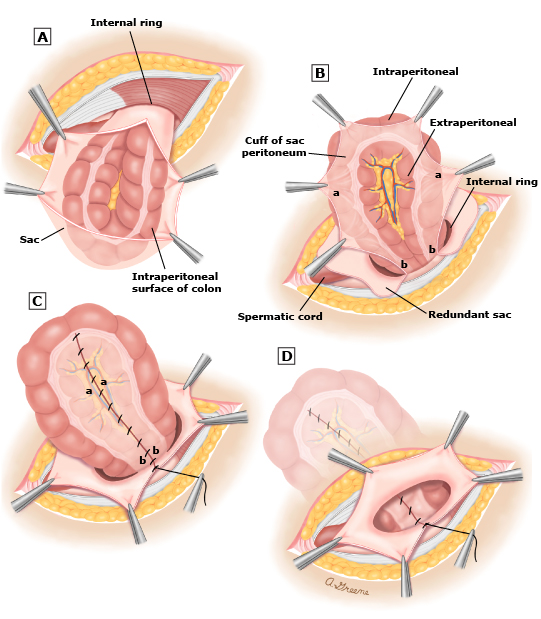 A
Internal ring
Sac
Intraperitoneal
surface of colon
B
Intraperitoneal
Extraperitoneal
Cuff of sac
peritoneum
a
a
Internal ring
b
b
Spermatic cord
Redundant sac
C
a
a
b
b
D
A. Greene